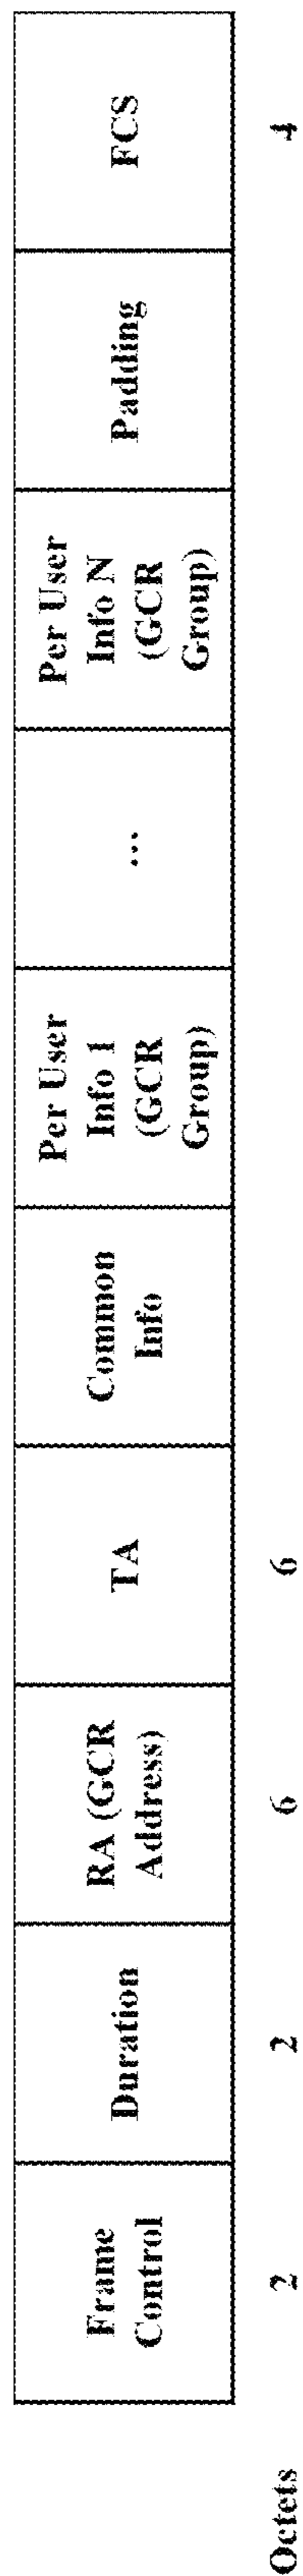 Frame
Control
Duration
RA (GCR
Address)
TA
Common
Info
Per User
Info 1
(GCR
Group)
...
Per User
Info N
(GCR
Group)
Padding
FCS
Octets 2 2 6 6 4